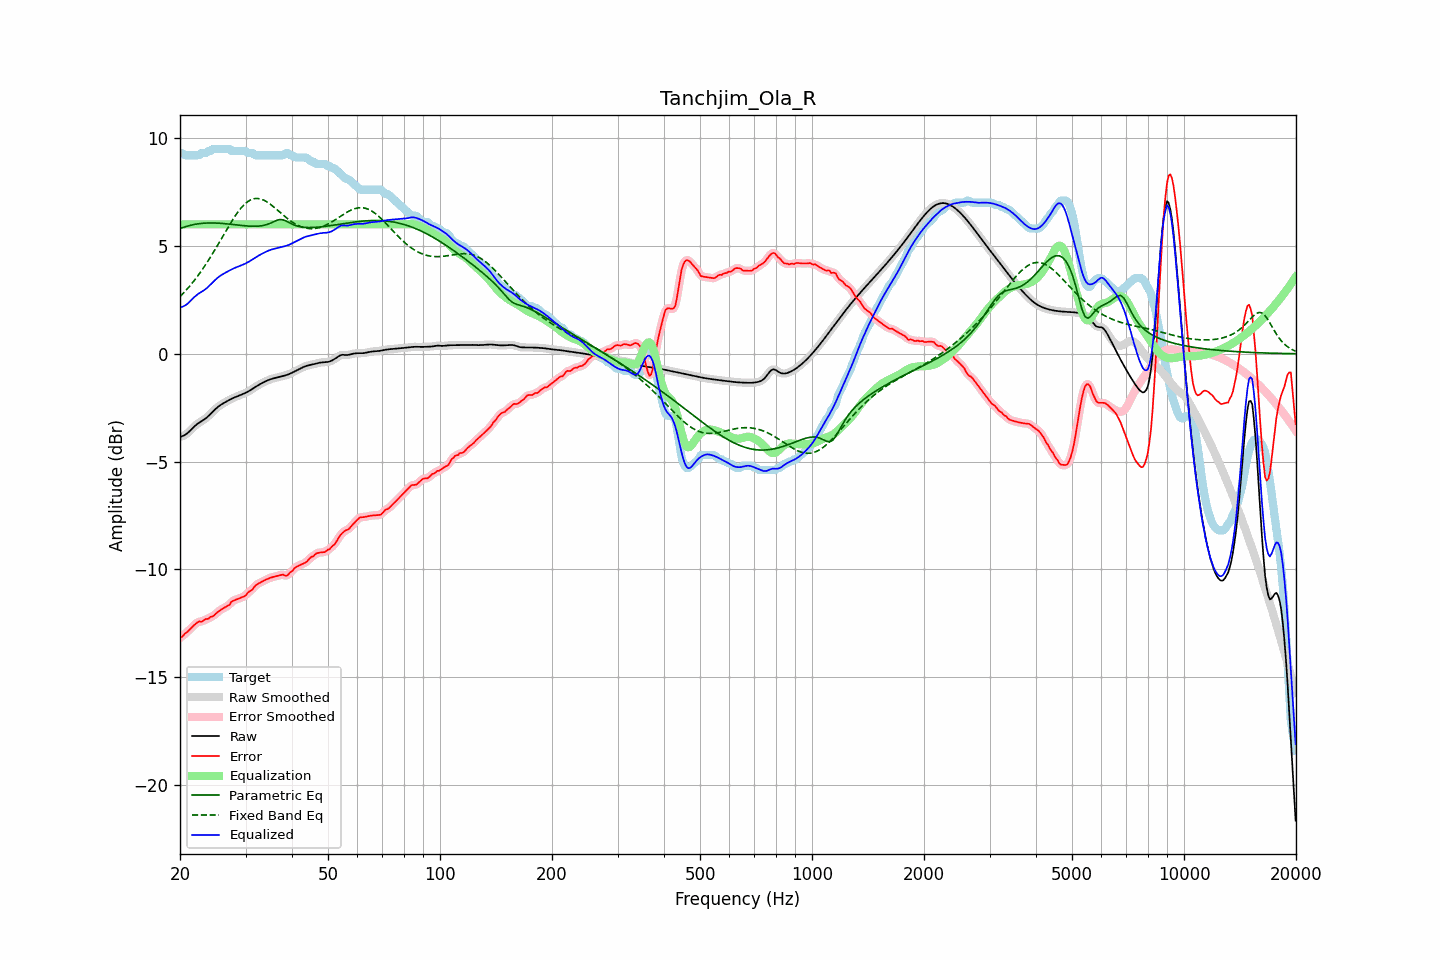 Tanchjim_Ola_R
Amplitude (dBr)
10
5
0
−5
−10
−15
−20
Target
Raw Smoothed
Error Smoothed
Raw
Error
Equalization
Parametric Eq
Fixed Band Eq
Equalized
20 50 100 200 500 1000 2000 5000 10000 20000
Frequency (Hz)